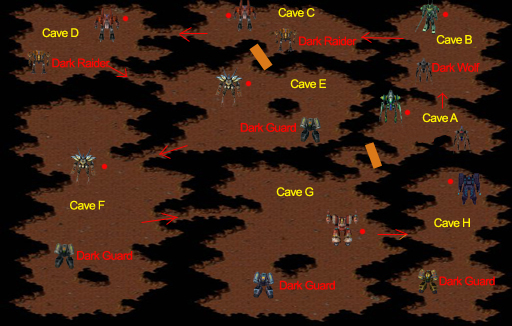 Cave C
Cave D
Cave B
Dark Raider
Dark Raider
Dark Wolf
Cave E
Cave A
Dark Guard
Cave G
Cave F
Cave H
Dark Guard
Dark Guard
Dark Guard